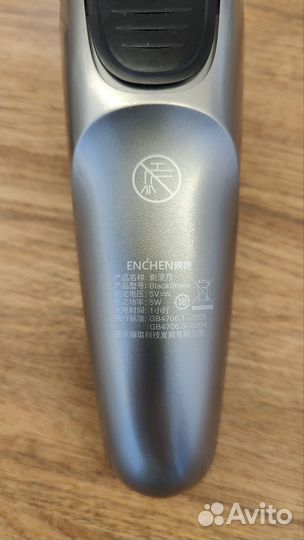 ENCHEN映趣
产品名称: 剃须刀
产品型号: BlackStone
额定电压: 5V
额定功率: 5W
充电时间: 1小时
执行标准: GB4706.1-2005
GB4706.9-2008
10
Avito